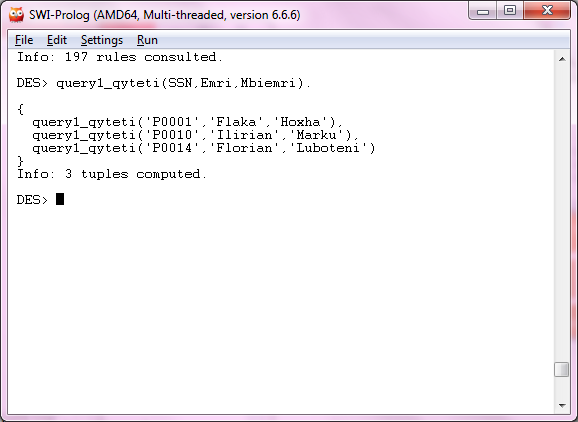 SWI-Prolog (AMD64, Multi-threaded, version 6.6.6)
File Edit Settings Run
Info: 197 rules consulted.
DES> query1_qyteti(SSN,Emri,Mbiemri).
{
query1_qyteti('P0001','Flaka','Hoxha'),
query1_qyteti('P0010','Ilirian','Marku'),
query1_qyteti('P0014','Florian','Luboteni')
}
Info: 3 tuples computed.
DES>